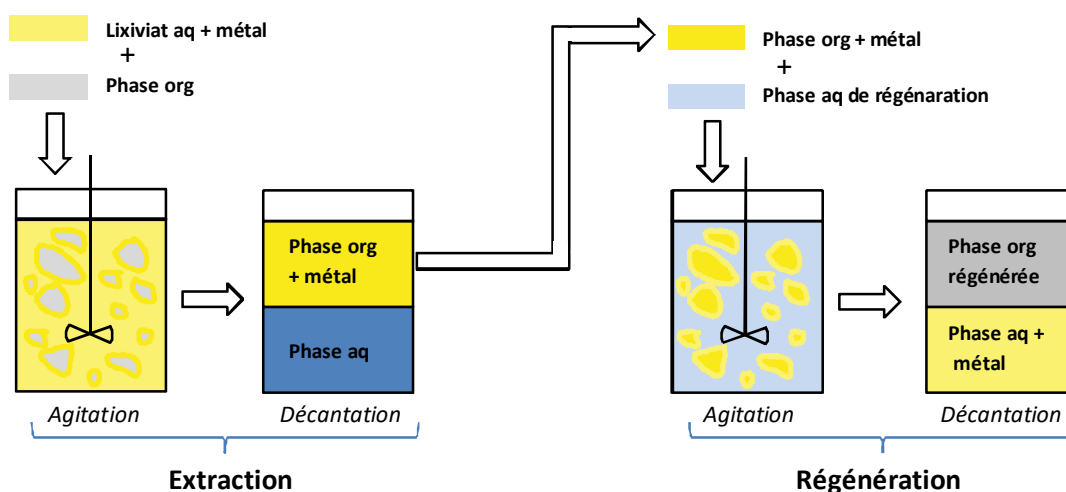 Lixiviat aq + métal
+
Phase org
Phase org
+ métal
Phase aq
Agitation
Décantation
Extraction
Phase org + métal
+
Phase aq de régénaration
Phase org
régénérée
Phase aq +
métal
Agitation
Décantation
Régénération